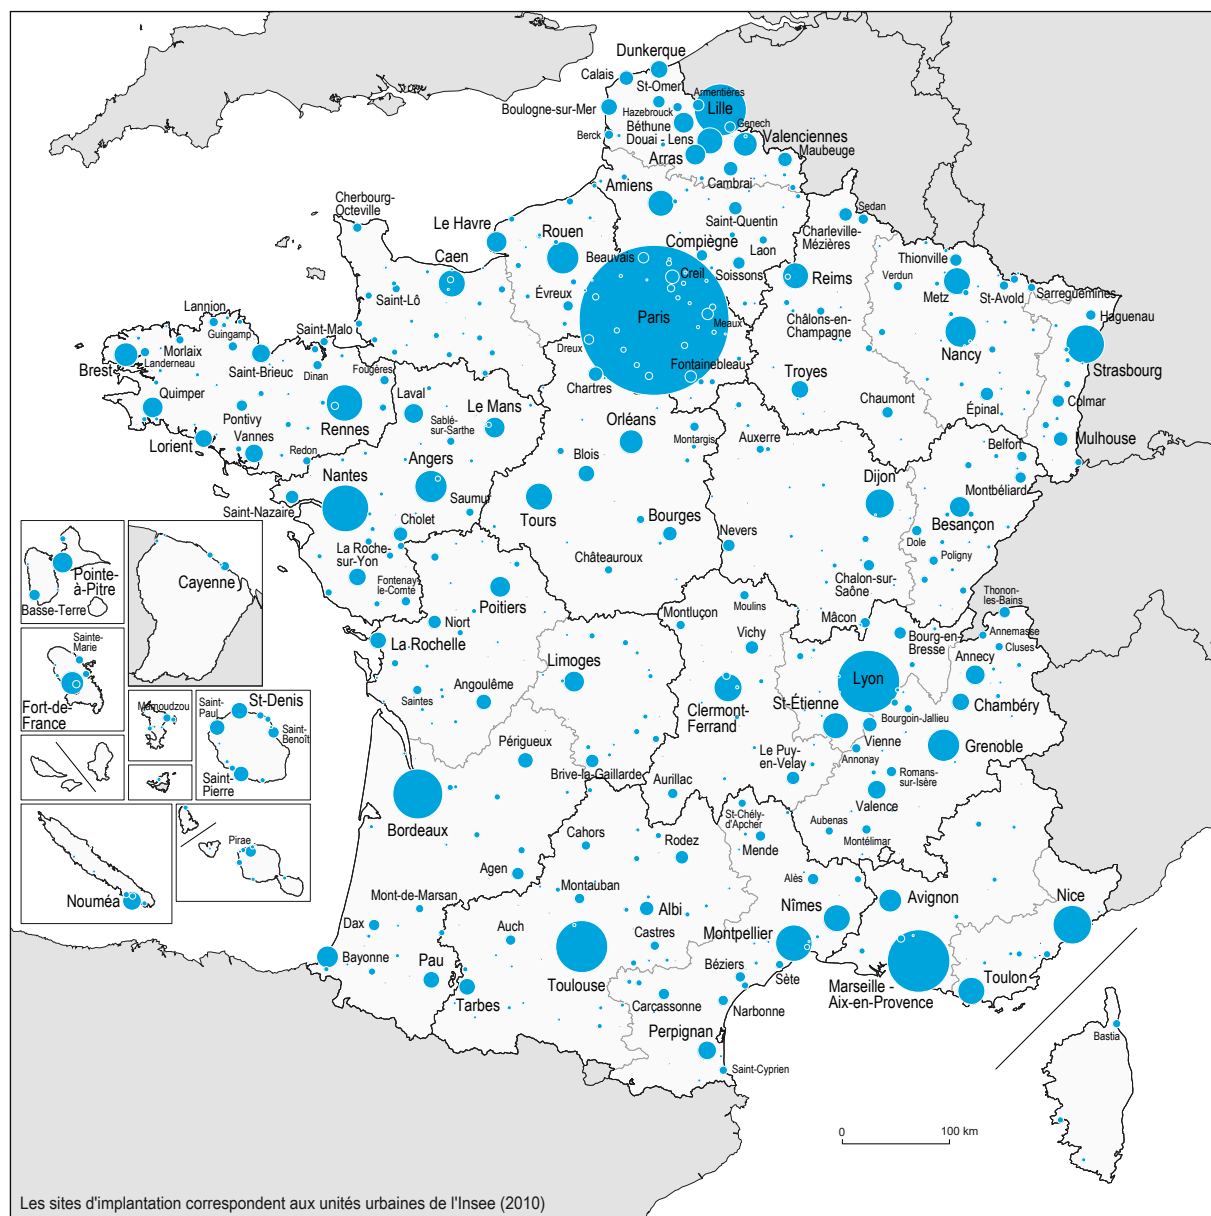 Dunkerque
Calais
St-Omer
Armentières
Lille
Boulogne-sur-Mer
Hazebrouck
Béthune
Genech
Berck
Douai - Lens
Valenciennes
Maubeuge
Arras
Cambrai
Amiens
Cherbourg-
Octeville
Saint-Quentin
Sedan
Charleville-
Mézières
Le Havre
Rouen
Compiègne
Laon
Caen
Beauvais
Creil
Soissons
Thionville
Reims
Verdun
Metz
St-Avold
Sarreguemines
Saint-Lô
Évreux
Lannion
Paris
Meaux
Châlons-en-
Champagne
Haguenau
Guingamp
Saint-Malo
Morlaix
Landerneau
Dreux
Nancy
Brest
Saint-Brieuc
Dinan
Fougères
Fontainebleau
Strasbourg
Chartres
Troyes
Quimper
Laval
Le Mans
Chaumont
Épinal
Colmar
Pontivy
Rennes
Sablé-
sur-Sarthe
Orléans
Montargis
Auxerre
Mulhouse
Lorient
Vannes
Redon
Belfort
Angers
Blois
Nantes
Dijon
Montbéliard
Saint-Nazaire
Saumur
Tours
Besançon
Cholet
Bourges
Nevers
Dole
La Roche-
sur-Yon
Châteauroux
Poligny
Chalon-sur-
Saône
Pointe-
à-Pitre
Cayenne
Fontenay-
le-Comté
Poitiers
Moulins
Thonon-
les-Bains
Basse-Terre
Montluçon
Mâcon
Niort
Bourg-en-
Bresse
Annemasse
Cluses
Sainte-
Marie
La Rochelle
Vichy
Limoges
Annecy
Lyon
Saintes
Angoulême
Fort-de-
France
Mamoudzou
Saint-
Paul
St-Denis
Saint-
Benoît
Clermont-
Ferrand
St-Étienne
Bourgoin-Jallieu
Chambéry
Périgueux
Vienne
Grenoble
Le Puy-
en-Velay
Annonay
Saint-
Pierre
Brive-la-Gaillarde
Aurillac
Romans-
sur-Isère
Valence
Bordeaux
St-Chély-
d'Apcher
Aubenas
Montélimar
Pirae
Cahors
Rodez
Mende
Agen
Alès
Montauban
Mont-de-Marsan
Nouméa
Albi
Nîmes
Avignon
Nice
Dax
Auch
Castres
Montpellier
Bayonne
Pau
Toulouse
Béziers
Sète
Marseille -
Aix-en-Provence
Toulon
Tarbes
Carcassonne
Narbonne
Perpignan
Bastia
Saint-Cyprien
0
100 km
Les sites d'implantation correspondent aux unités urbaines de l'Insee (2010)